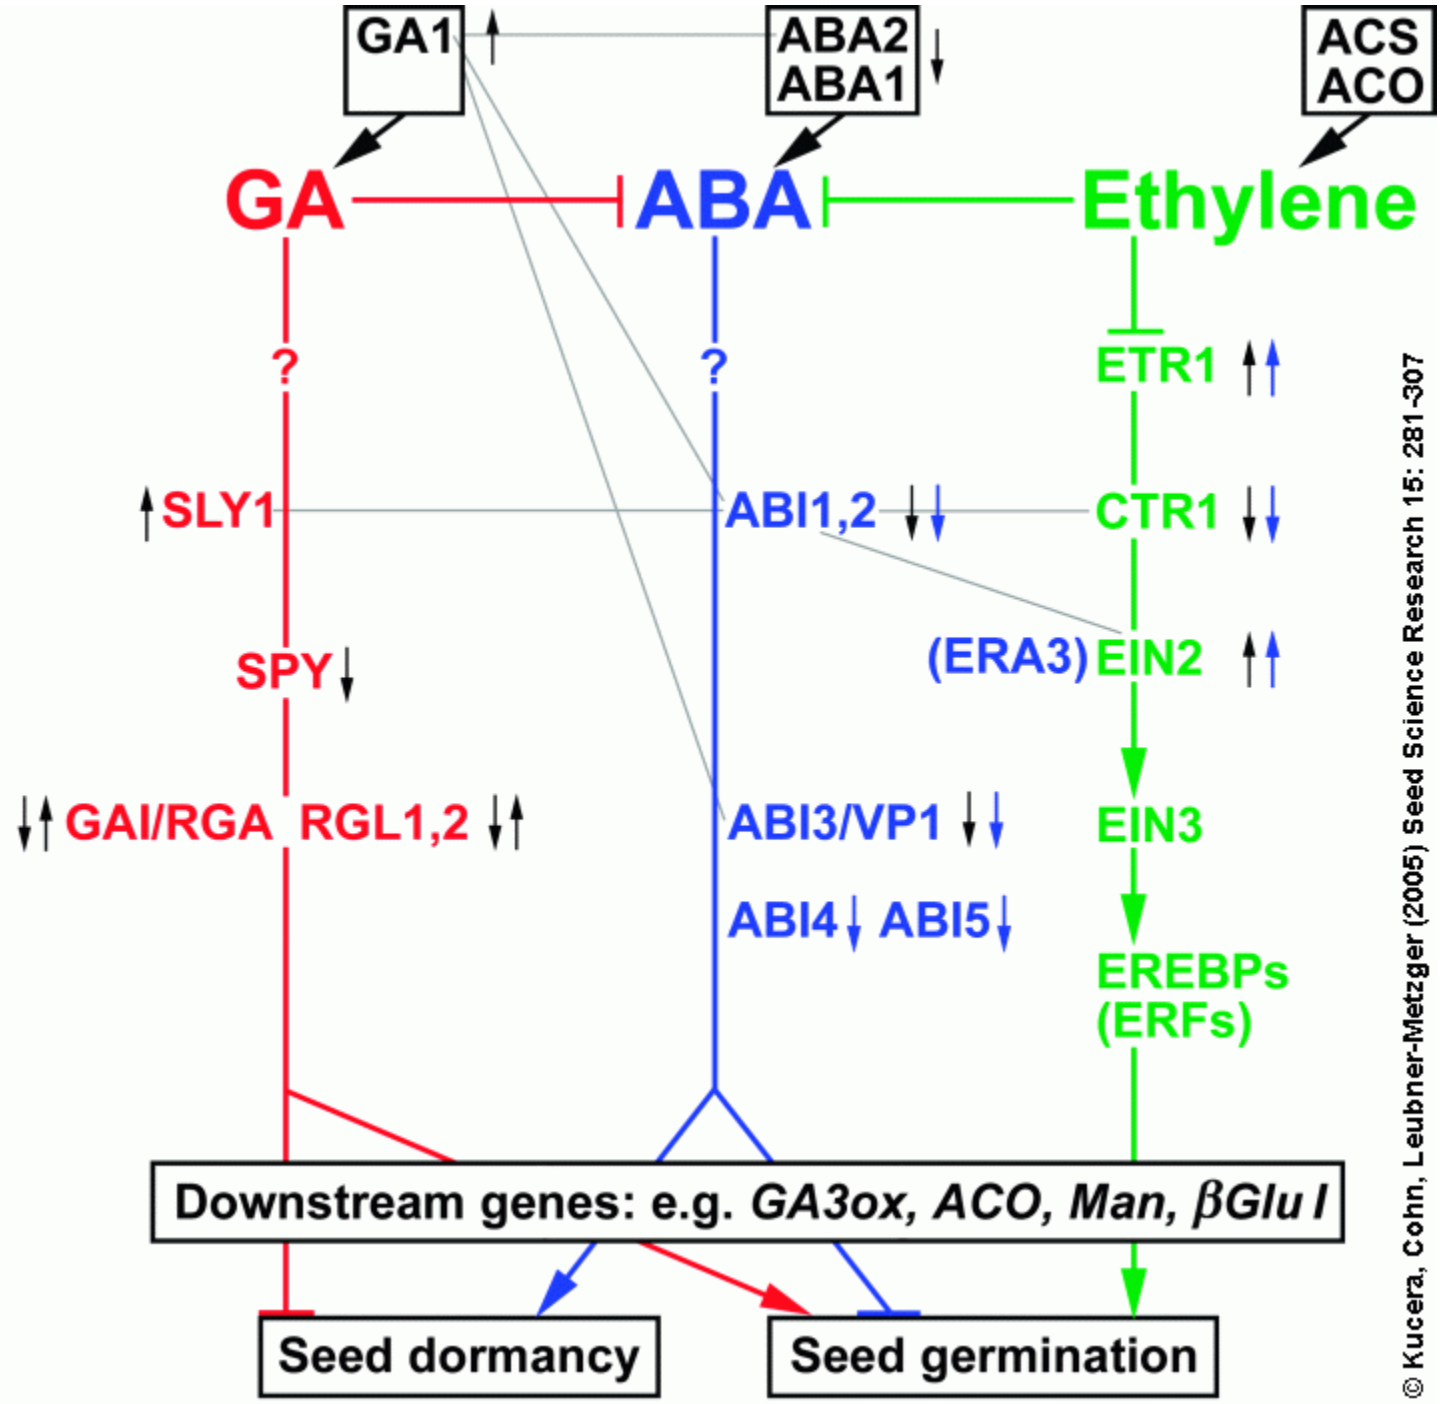 GA1
ABA2
ABA1
ACS
ACO
GA
ABA
Ethylene
?
?
ETR1
SLY1
ABI1,2
CTR1
SPY
(ERA3)
EIN2
GAI/RGA
RGL1,2
ABI3/VP1
EIN3
ABI4
ABI5
EREBPs
(ERFs)
Downstream genes: e.g. GA3ox, ACO, Man, βGlu I
Seed dormancy
Seed germination
© Kucera, Cohn, Leubner-Metzger (2005) Seed Science Research 15: 281-307